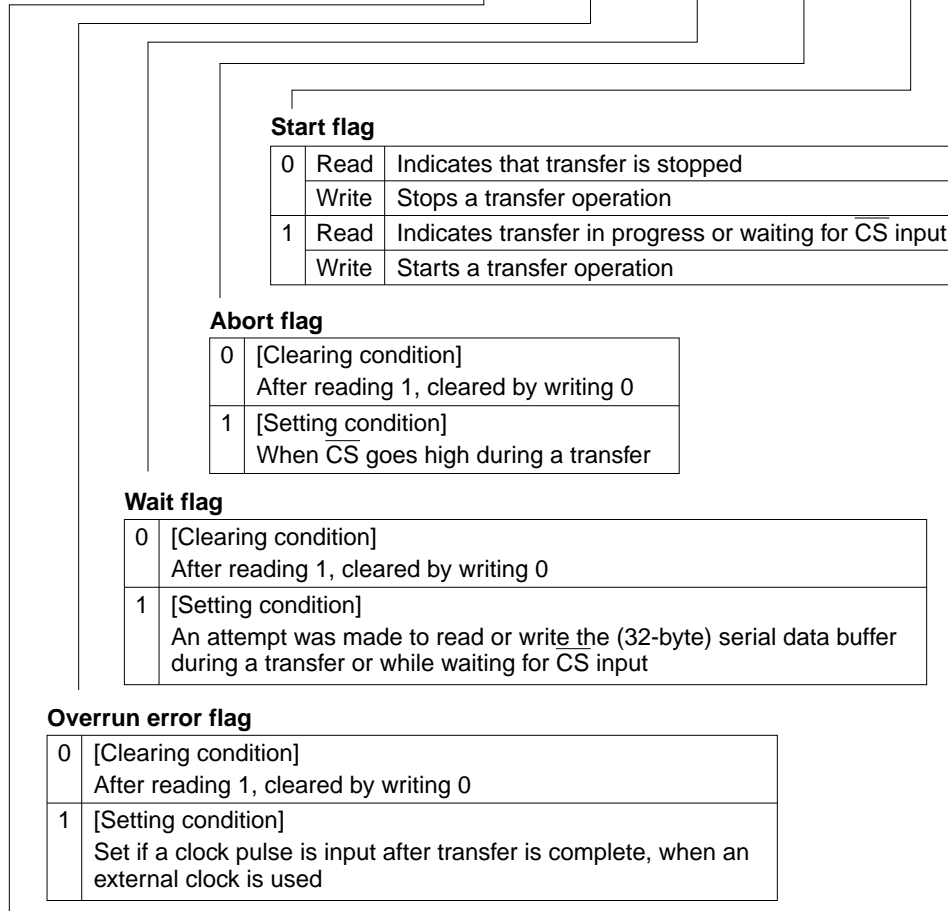 Start flag
0 Read Indicates that transfer is stopped
Write Stops a transfer operation
1 Read Indicates transfer in progress or waiting for C̅S̅ input
Write Starts a transfer operation
Abort flag
0 [Clearing condition]
After reading 1, cleared by writing 0
1 [Setting condition]
When C̅S̅ goes high during a transfer
Wait flag
0 [Clearing condition]
After reading 1, cleared by writing 0
1 [Setting condition]
An attempt was made to read or write the (32-byte) serial data buffer
during a transfer or while waiting for C̅S̅ input
Overrun error flag
0 [Clearing condition]
After reading 1, cleared by writing 0
1 [Setting condition]
Set if a clock pulse is input after transfer is complete, when an
external clock is used